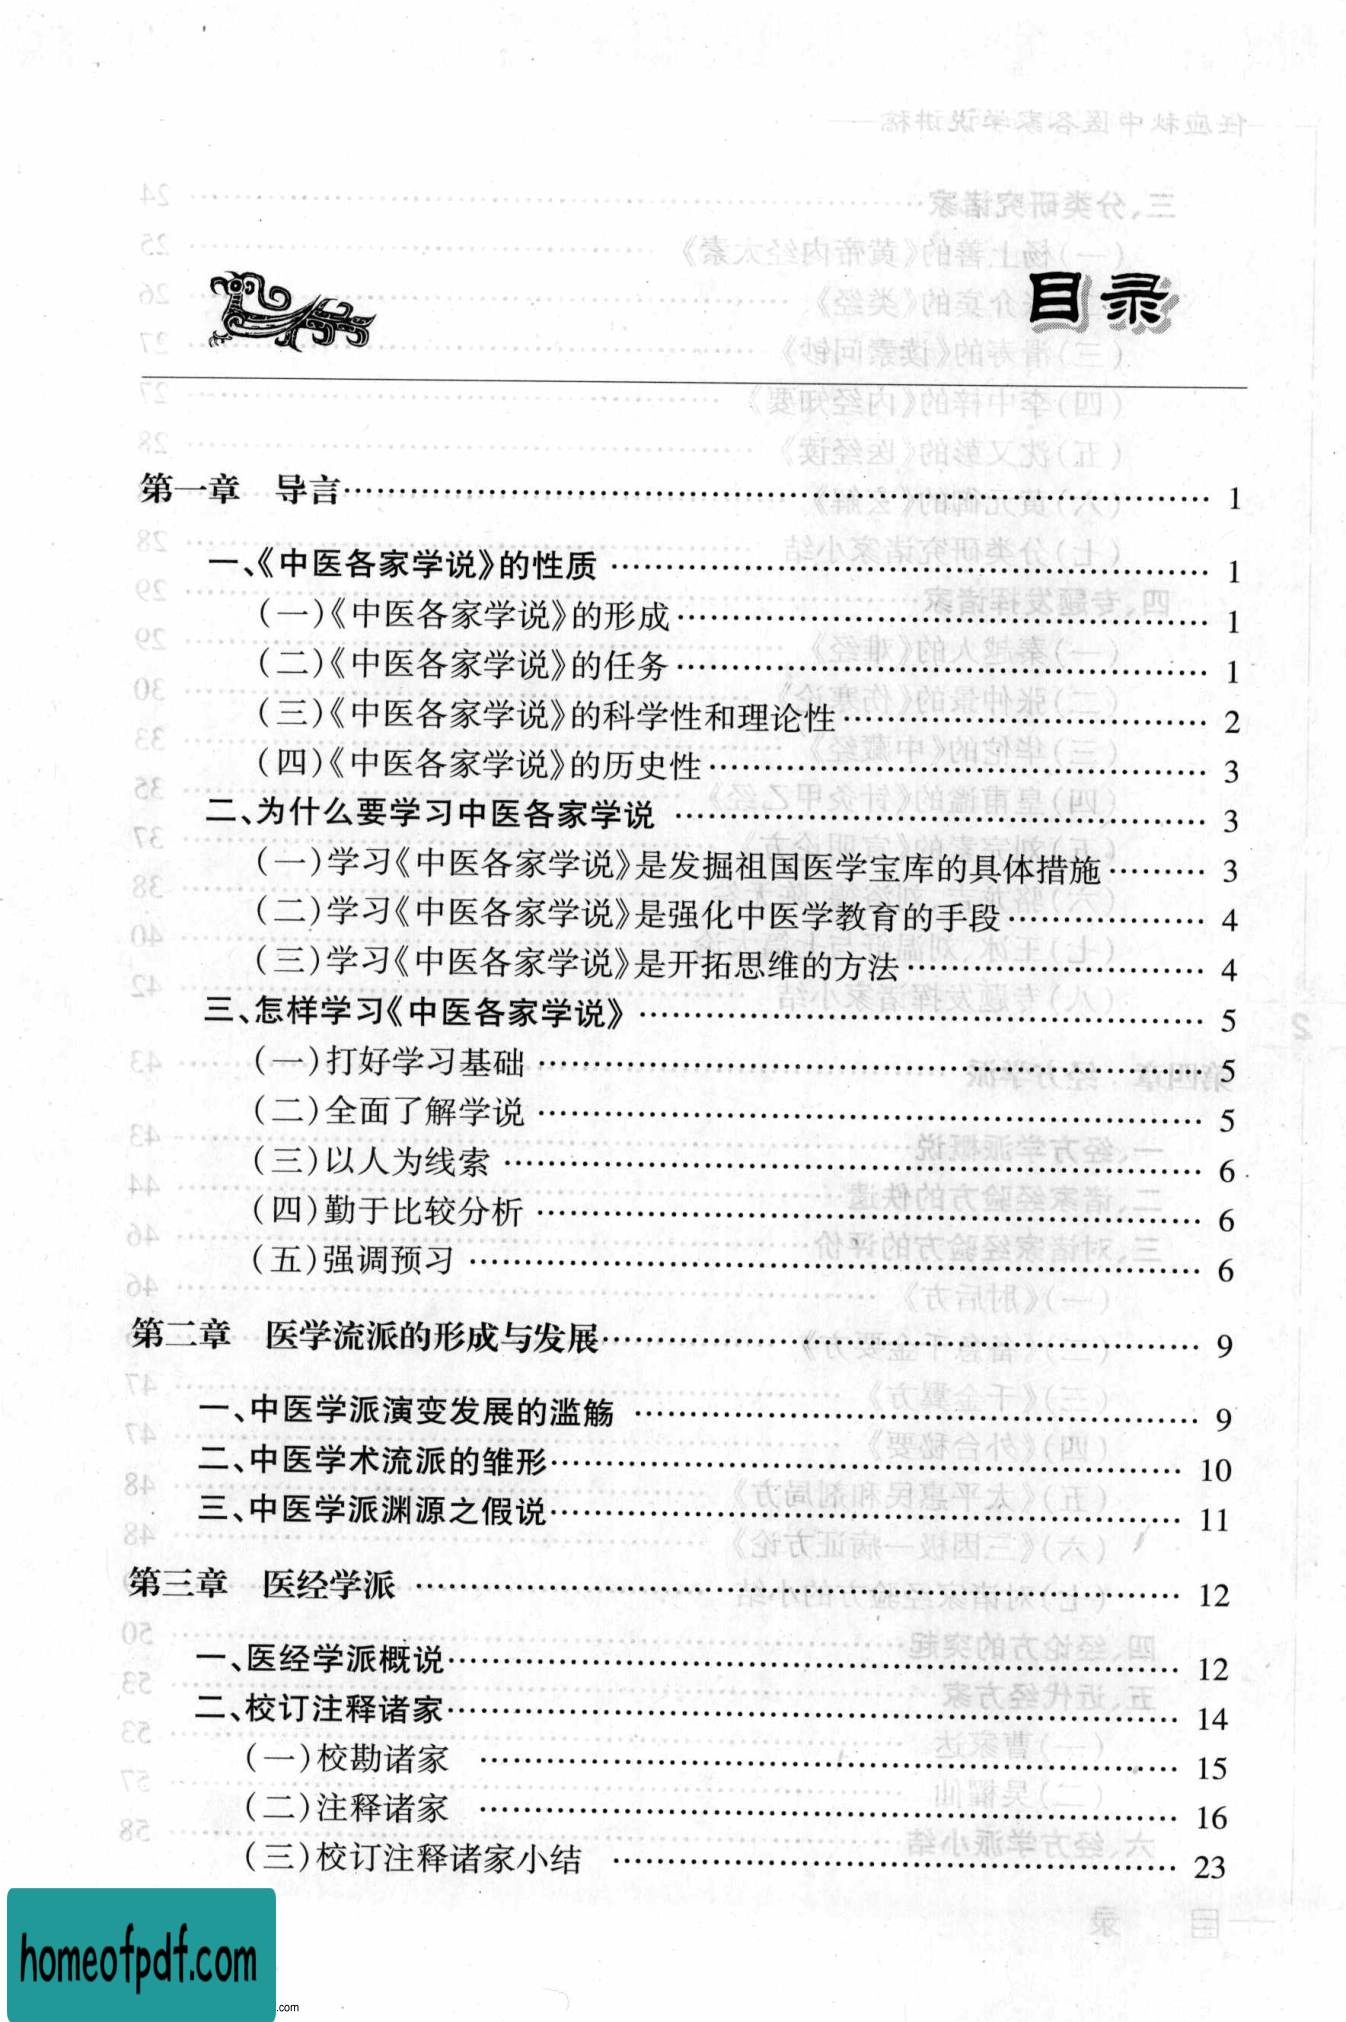 目录
第一章 导言…… 1
一、《中医各家学说》的性质…… 1
(一)《中医各家学说》的形成…… 1
(二)《中医各家学说》的任务…… 1
(三)《中医各家学说》的科学性和理论性…… 2
(四)《中医各家学说》的历史性…… 3
二、为什么要学习中医各家学说…… 3
(一)学习《中医各家学说》是发掘祖国医学宝库的具体措施…… 3
(二)学习《中医各家学说》是强化中医学教育的手段…… 4
(三)学习《中医各家学说》是开拓思维的方法…… 4
三、怎样学习《中医各家学说》…… 5
(一)打好学习基础…… 5
(二)全面了解学说…… 5
(三)以人为线索…… 6
(四)勤于比较分析…… 6
(五)强调预习…… 6
第二章 医学流派的形成与发展…… 9
一、中医学派演变发展的滥觞…… 9
二、中医学术流派的雏形…… 10
三、中医学派渊源之假说…… 11
第三章 医经学派…… 12
一、医经学派概说…… 12
二、校订注释诸家…… 14
(一)校勘诸家…… 15
(二)注释诸家…… 16
(三)校订注释诸家小结…… 23
homeofpdf.com
.com